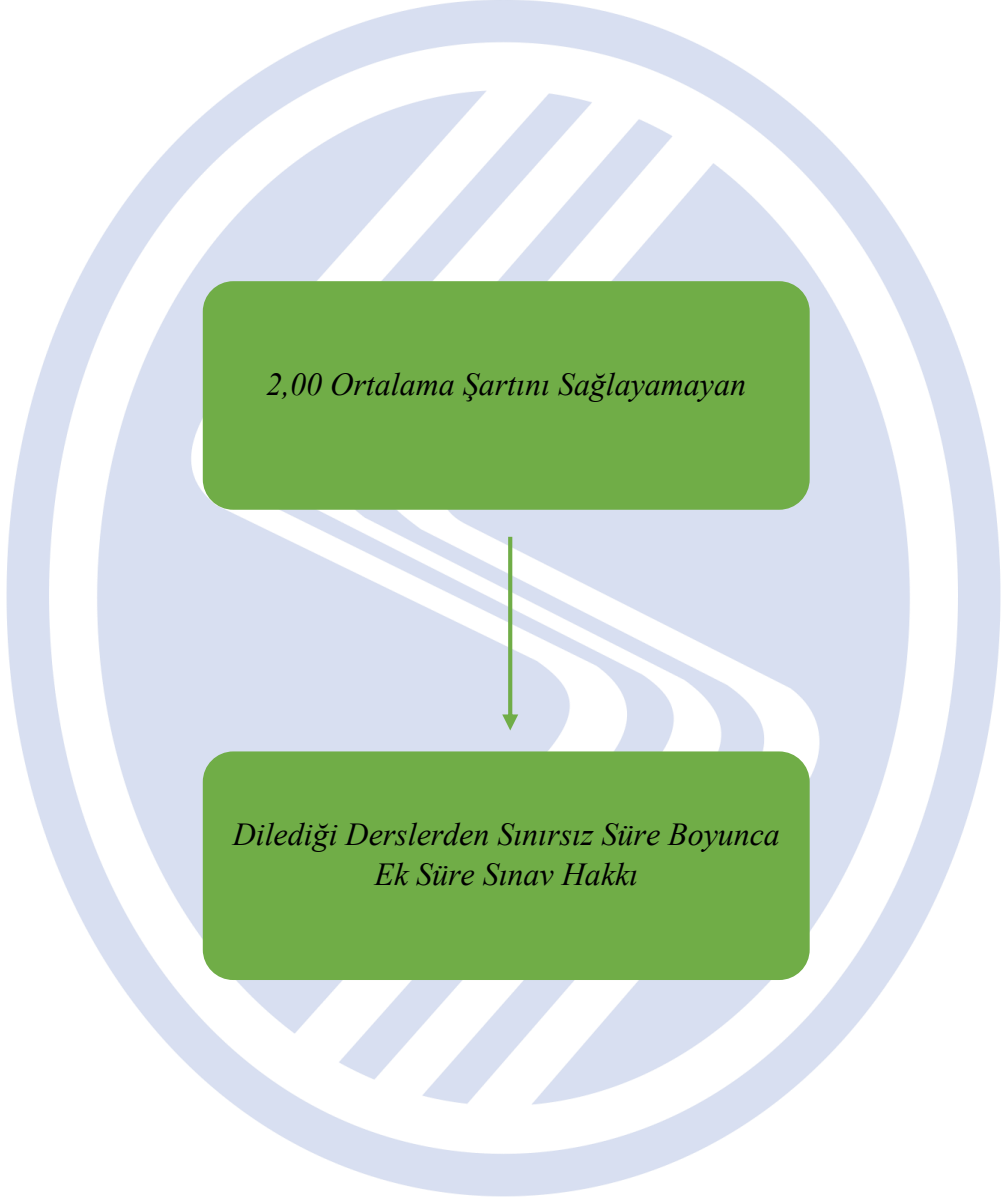 2,00 Ortalama Şartını Sağlayamayan
Dilediği Derslerden Sınırsız Süre Boyunca
Ek Süre Sınav Hakkı